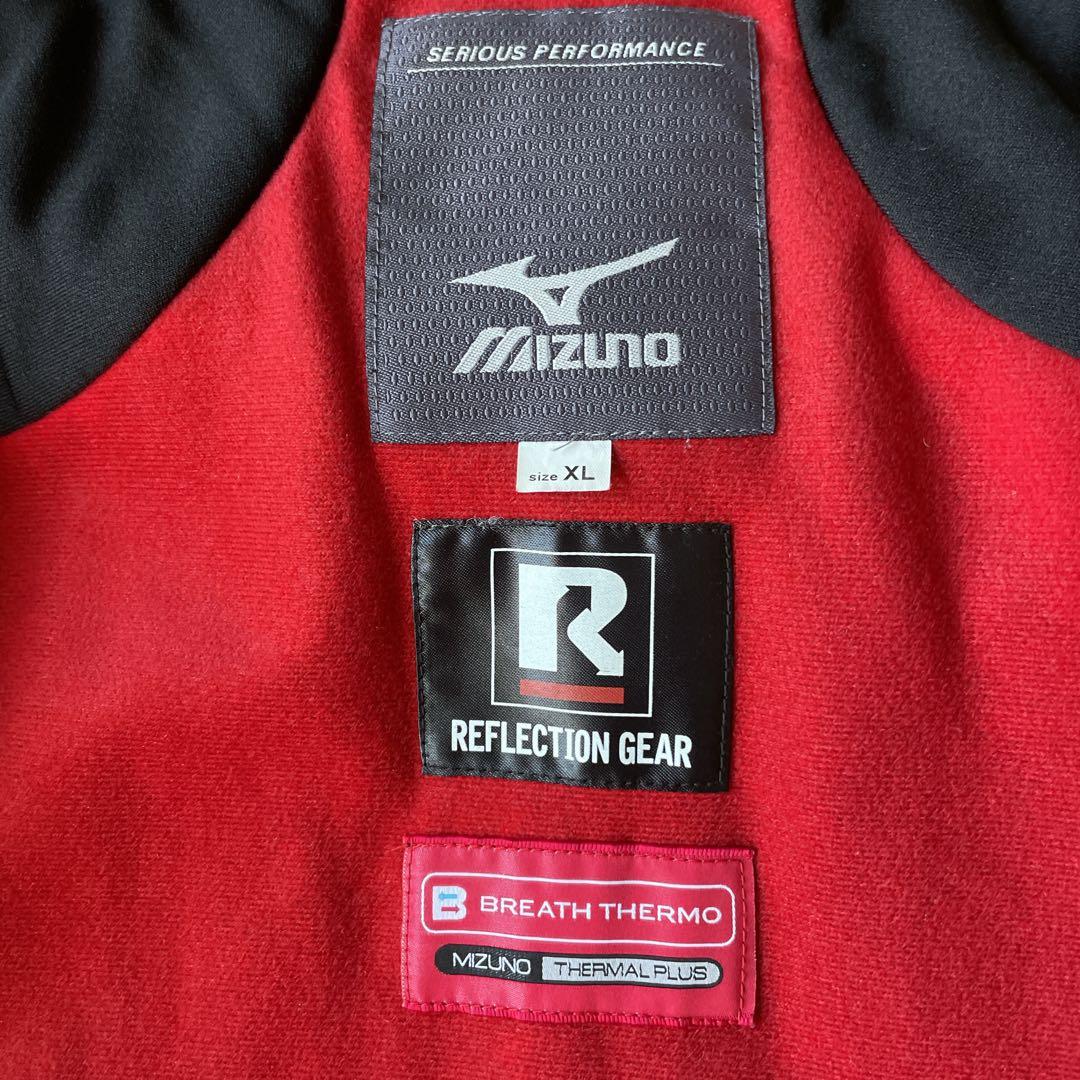 SERIOUS PERFORMANCE
MIZUNO
size XL
R
REFLECTION GEAR
B BREATH THERMO
MIZUNO THERMAL PLUS